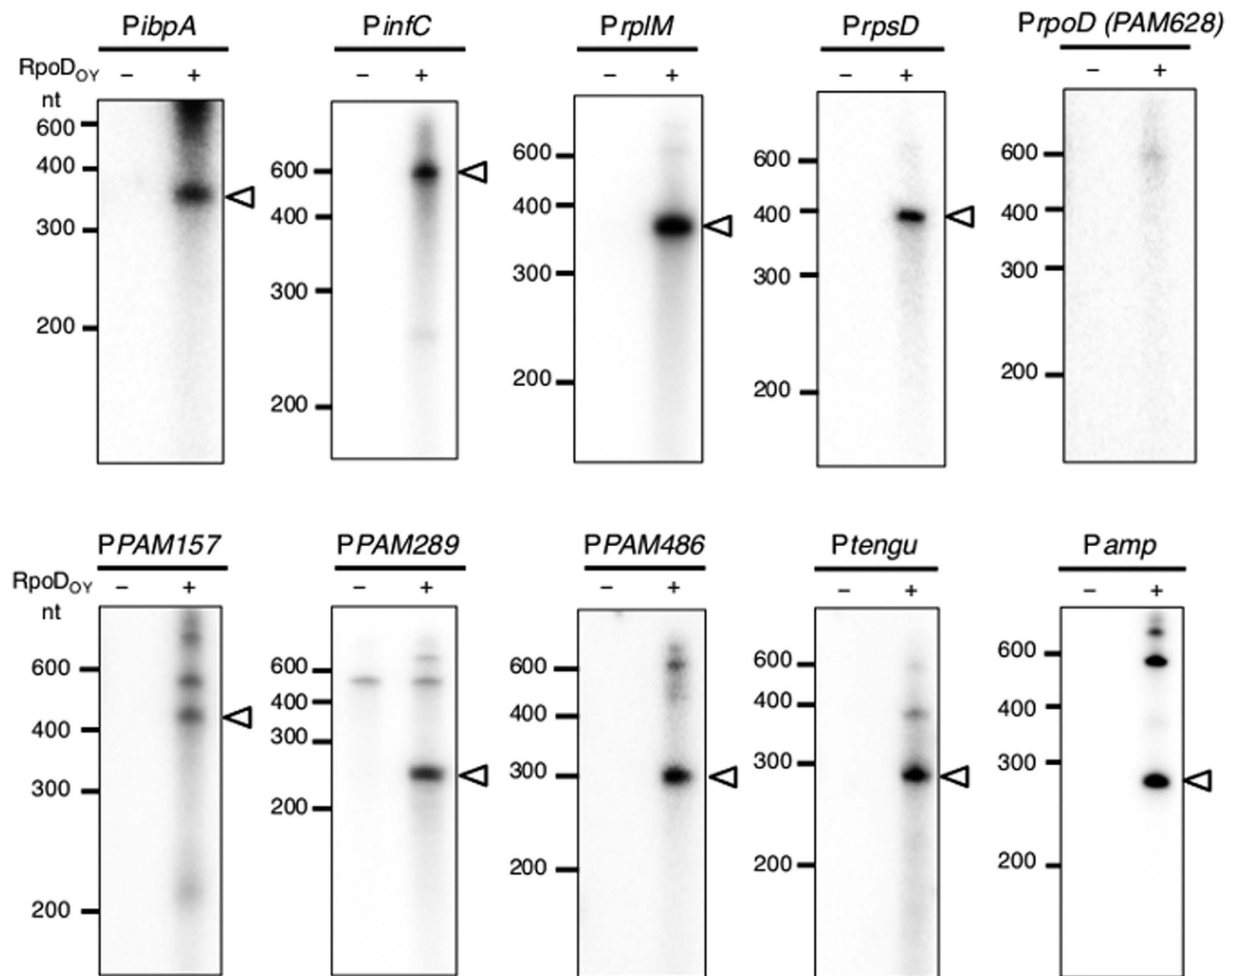 PibpA PinfC PrplM PrpsD PrpoD (PAM628)
RpoDOY − + − + − + − + − +
nt
600 600 600 600 600
400 400 400 400 400
300 300 300 300 300
200 200 200 200 200
PPAM157 PPAM289 PPAM486 Ptengu Pamp
RpoDOY − + − + − + − + − +
nt
600 600 600 600 600
400 400 400 400 400
300 300 300 300 300
200 200 200 200 200